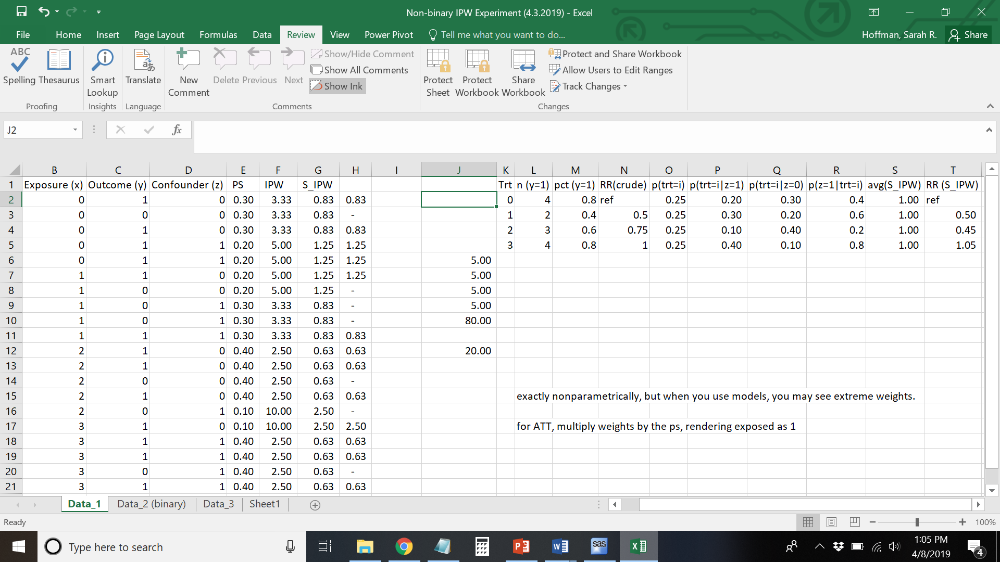 Non-binary IPW Experiment (4.3.2019) - Excel
File Home Insert Page Layout Formulas Data Review View Power Pivot Tell me what you want to do... Hoffman, Sarah R. Share
ABC
Spelling Thesaurus Smart Lookup Translate New Comment Delete Previous Next Show/Hide Comment Show All Comments Show Ink Protect Sheet Protect Workbook Share Workbook Protect and Share Workbook Allow Users to Edit Ranges Track Changes
Proofing Insights Language Comments Changes
J2 fx
B C D E F G H I J K L M N O P Q R S T
1 Exposure (x) Outcome (y) Confounder (z) PS IPW S_IPW Trt n (y=1) pct (y=1) RR(crude) p(trt=i) p(trt=i|z=1) p(trt=i|z=0) p(z=1|trt=i) avg(S_IPW) RR (S_IPW)
2 0 1 0 0.30 3.33 0.83 0.83 0 4 0.8 ref 0.25 0.20 0.30 0.4 1.00 ref
3 0 0 0 0.30 3.33 0.83 - 1 2 0.4 0.5 0.25 0.30 0.20 0.6 1.00 0.50
4 0 1 0 0.30 3.33 0.83 0.83 2 3 0.6 0.75 0.25 0.10 0.40 0.2 1.00 0.45
5 0 1 1 0.20 5.00 1.25 1.25 3 4 0.8 1 0.25 0.40 0.10 0.8 1.00 1.05
6 0 1 1 0.20 5.00 1.25 1.25 5.00
7 1 1 0 0.20 5.00 1.25 1.25 5.00
8 1 0 0 0.20 5.00 1.25 - 5.00
9 1 0 1 0.30 3.33 0.83 - 5.00
10 1 0 1 0.30 3.33 0.83 - 80.00
11 1 1 1 0.30 3.33 0.83 0.83
12 2 1 0 0.40 2.50 0.63 0.63 20.00
13 2 1 0 0.40 2.50 0.63 0.63
14 2 0 0 0.40 2.50 0.63 -
15 2 1 0 0.40 2.50 0.63 0.63 exactly nonparametrically, but when you use models, you may see extreme weights.
16 2 0 1 0.10 10.00 2.50 -
17 3 1 0 0.10 10.00 2.50 2.50 for ATT, multiply weights by the ps, rendering exposed as 1
18 3 1 1 0.40 2.50 0.63 0.63
19 3 1 1 0.40 2.50 0.63 0.63
20 3 0 1 0.40 2.50 0.63 -
21 3 1 1 0.40 2.50 0.63 0.63
Data_1 Data_2 (binary) Data_3 Sheet1
Ready 100%
Type here to search 1:05 PM
4/8/2019 4